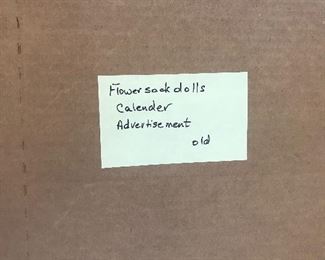 Flower sack dolls
Calender
Advertisement
old